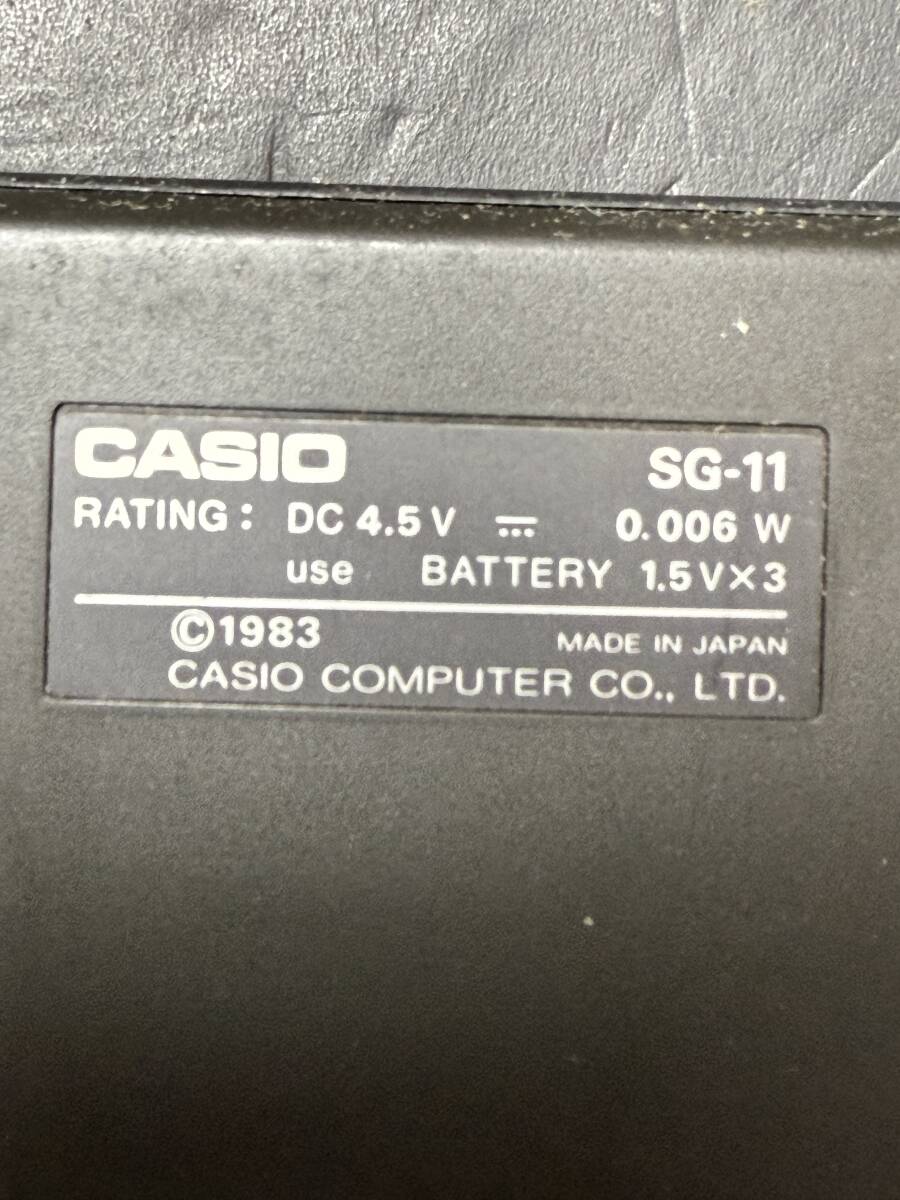 CASIO SG-11
RATING: DC 4.5 V ⎓ 0.006 W
use BATTERY 1.5V×3
©1983 MADE IN JAPAN
CASIO COMPUTER CO., LTD.